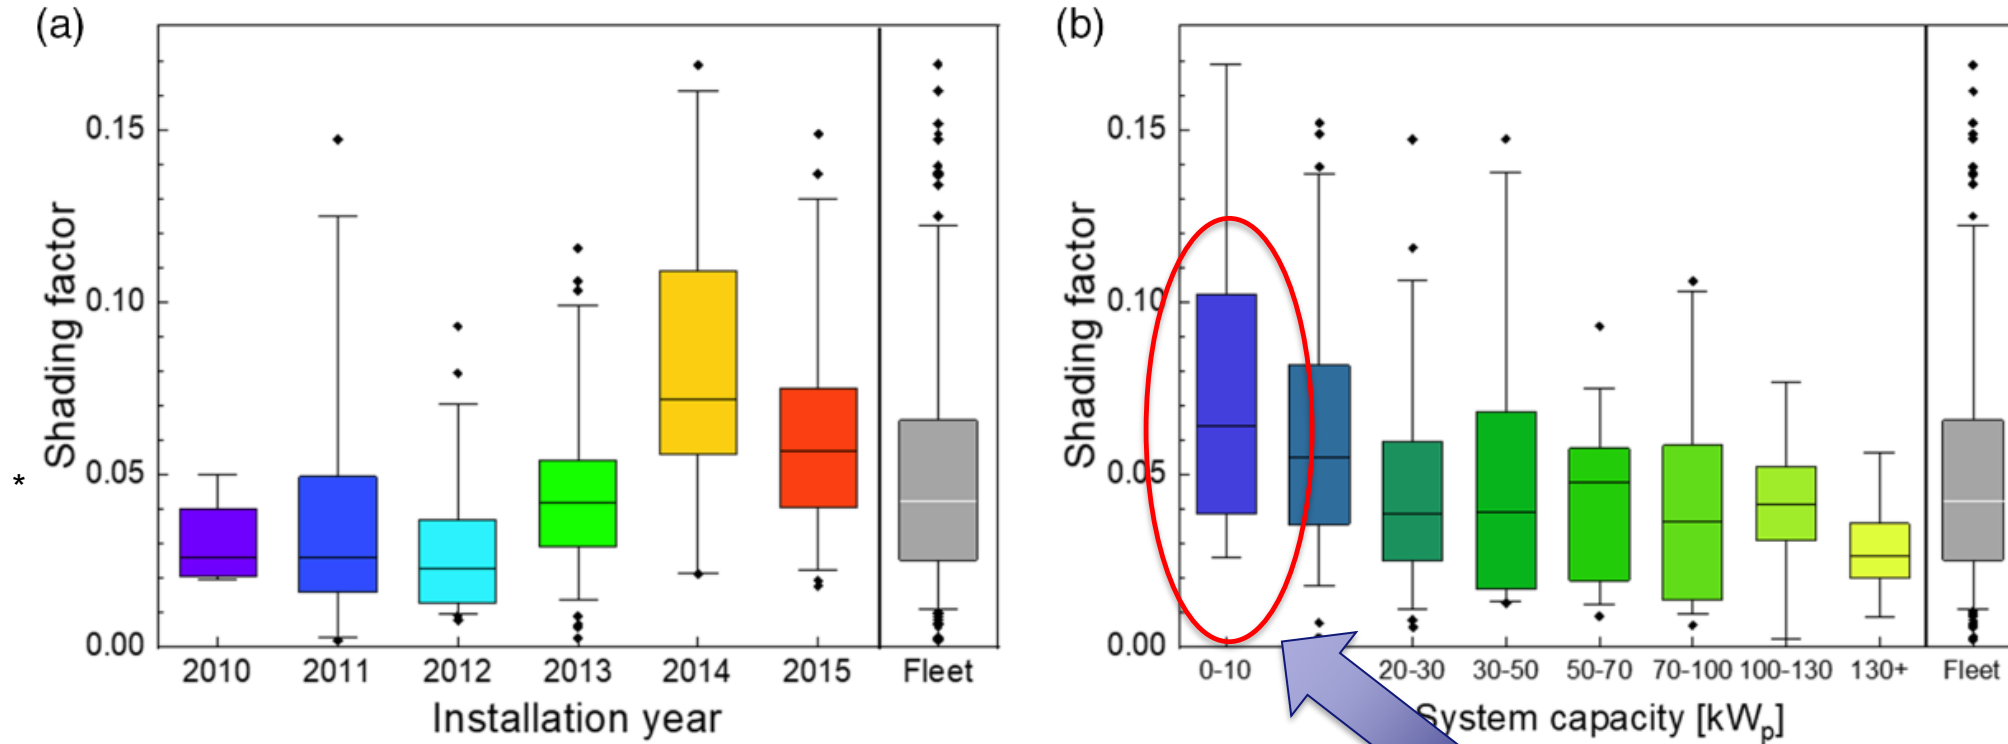 (a)
Shading factor
0.15
0.10
0.05
0.00
*
2010 2011 2012 2013 2014 2015 Fleet
Installation year
(b)
Shading factor
0.15
0.10
0.05
0.00
0-10 20-30 30-50 50-70 70-100 100-130 130+ Fleet
System capacity [kWp]